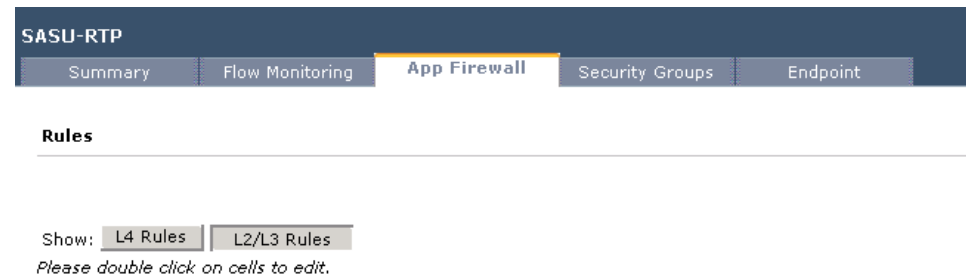 SASU-RTP
Summary Flow Monitoring App Firewall Security Groups Endpoint
Rules
Show: L4 Rules L2/L3 Rules
Please double click on cells to edit.